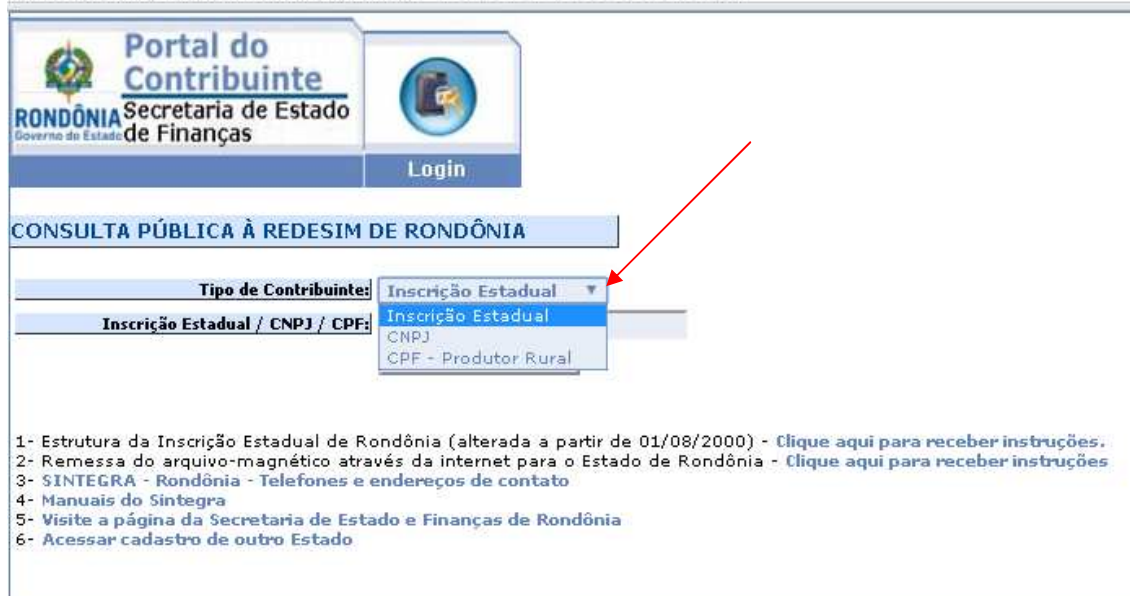 Portal do
Contribuinte
RONDÔNIA
Governo do Estado
Secretaria de Estado
de Finanças
Login
CONSULTA PÚBLICA À REDESIM DE RONDÔNIA
Tipo de Contribuinte: Inscrição Estadual
Inscrição Estadual / CNPJ / CPF:
Inscrição Estadual
CNPJ
CPF - Produtor Rural
1- Estrutura da Inscrição Estadual de Rondônia (alterada a partir de 01/08/2000) - Clique aqui para receber instruções.
2- Remessa do arquivo-magnético através da internet para o Estado de Rondônia - Clique aqui para receber instruções
3- SINTEGRA - Rondônia - Telefones e endereços de contato
4- Manuais do Sintegra
5- Visite a página da Secretaria de Estado e Finanças de Rondônia
6- Acessar cadastro de outro Estado